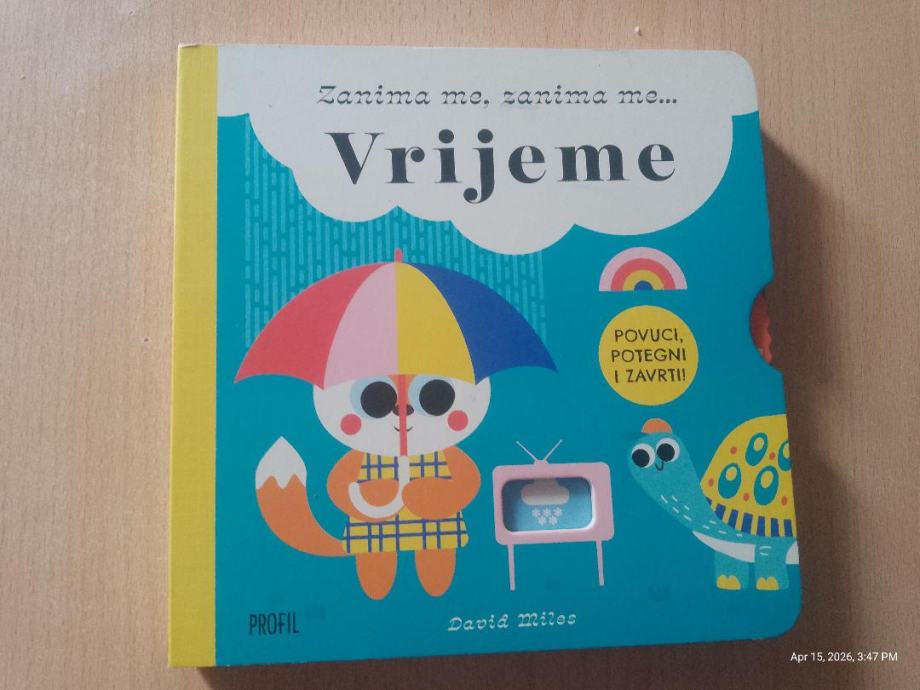 Zanima me, zanima me...
Vrijeme
POVUCI,
POTEGNI
I ZAVRTI!
PROFIL
David Miles
Apr 15, 2026, 3:47 PM